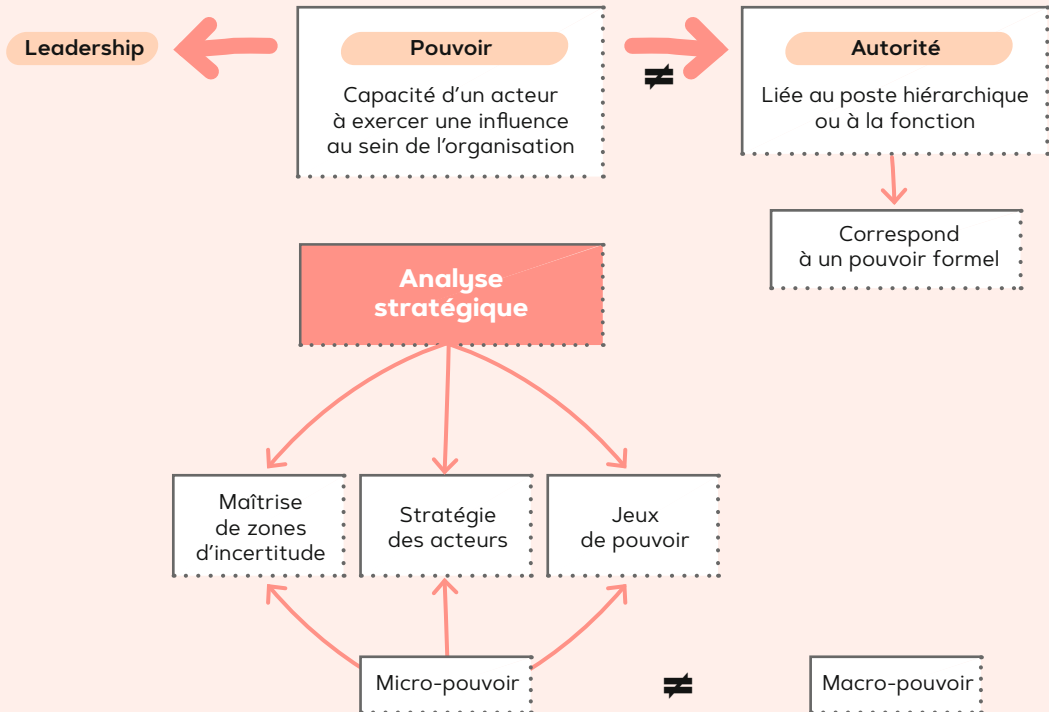 Leadership
Pouvoir
Capacité d’un acteur
à exercer une influence
au sein de l’organisation
≠
Autorité
Liée au poste hiérarchique
ou à la fonction
Correspond
à un pouvoir formel
Analyse
stratégique
Maîtrise
de zones
d’incertitude
Stratégie
des acteurs
Jeux
de pouvoir
Micro-pouvoir
≠
Macro-pouvoir